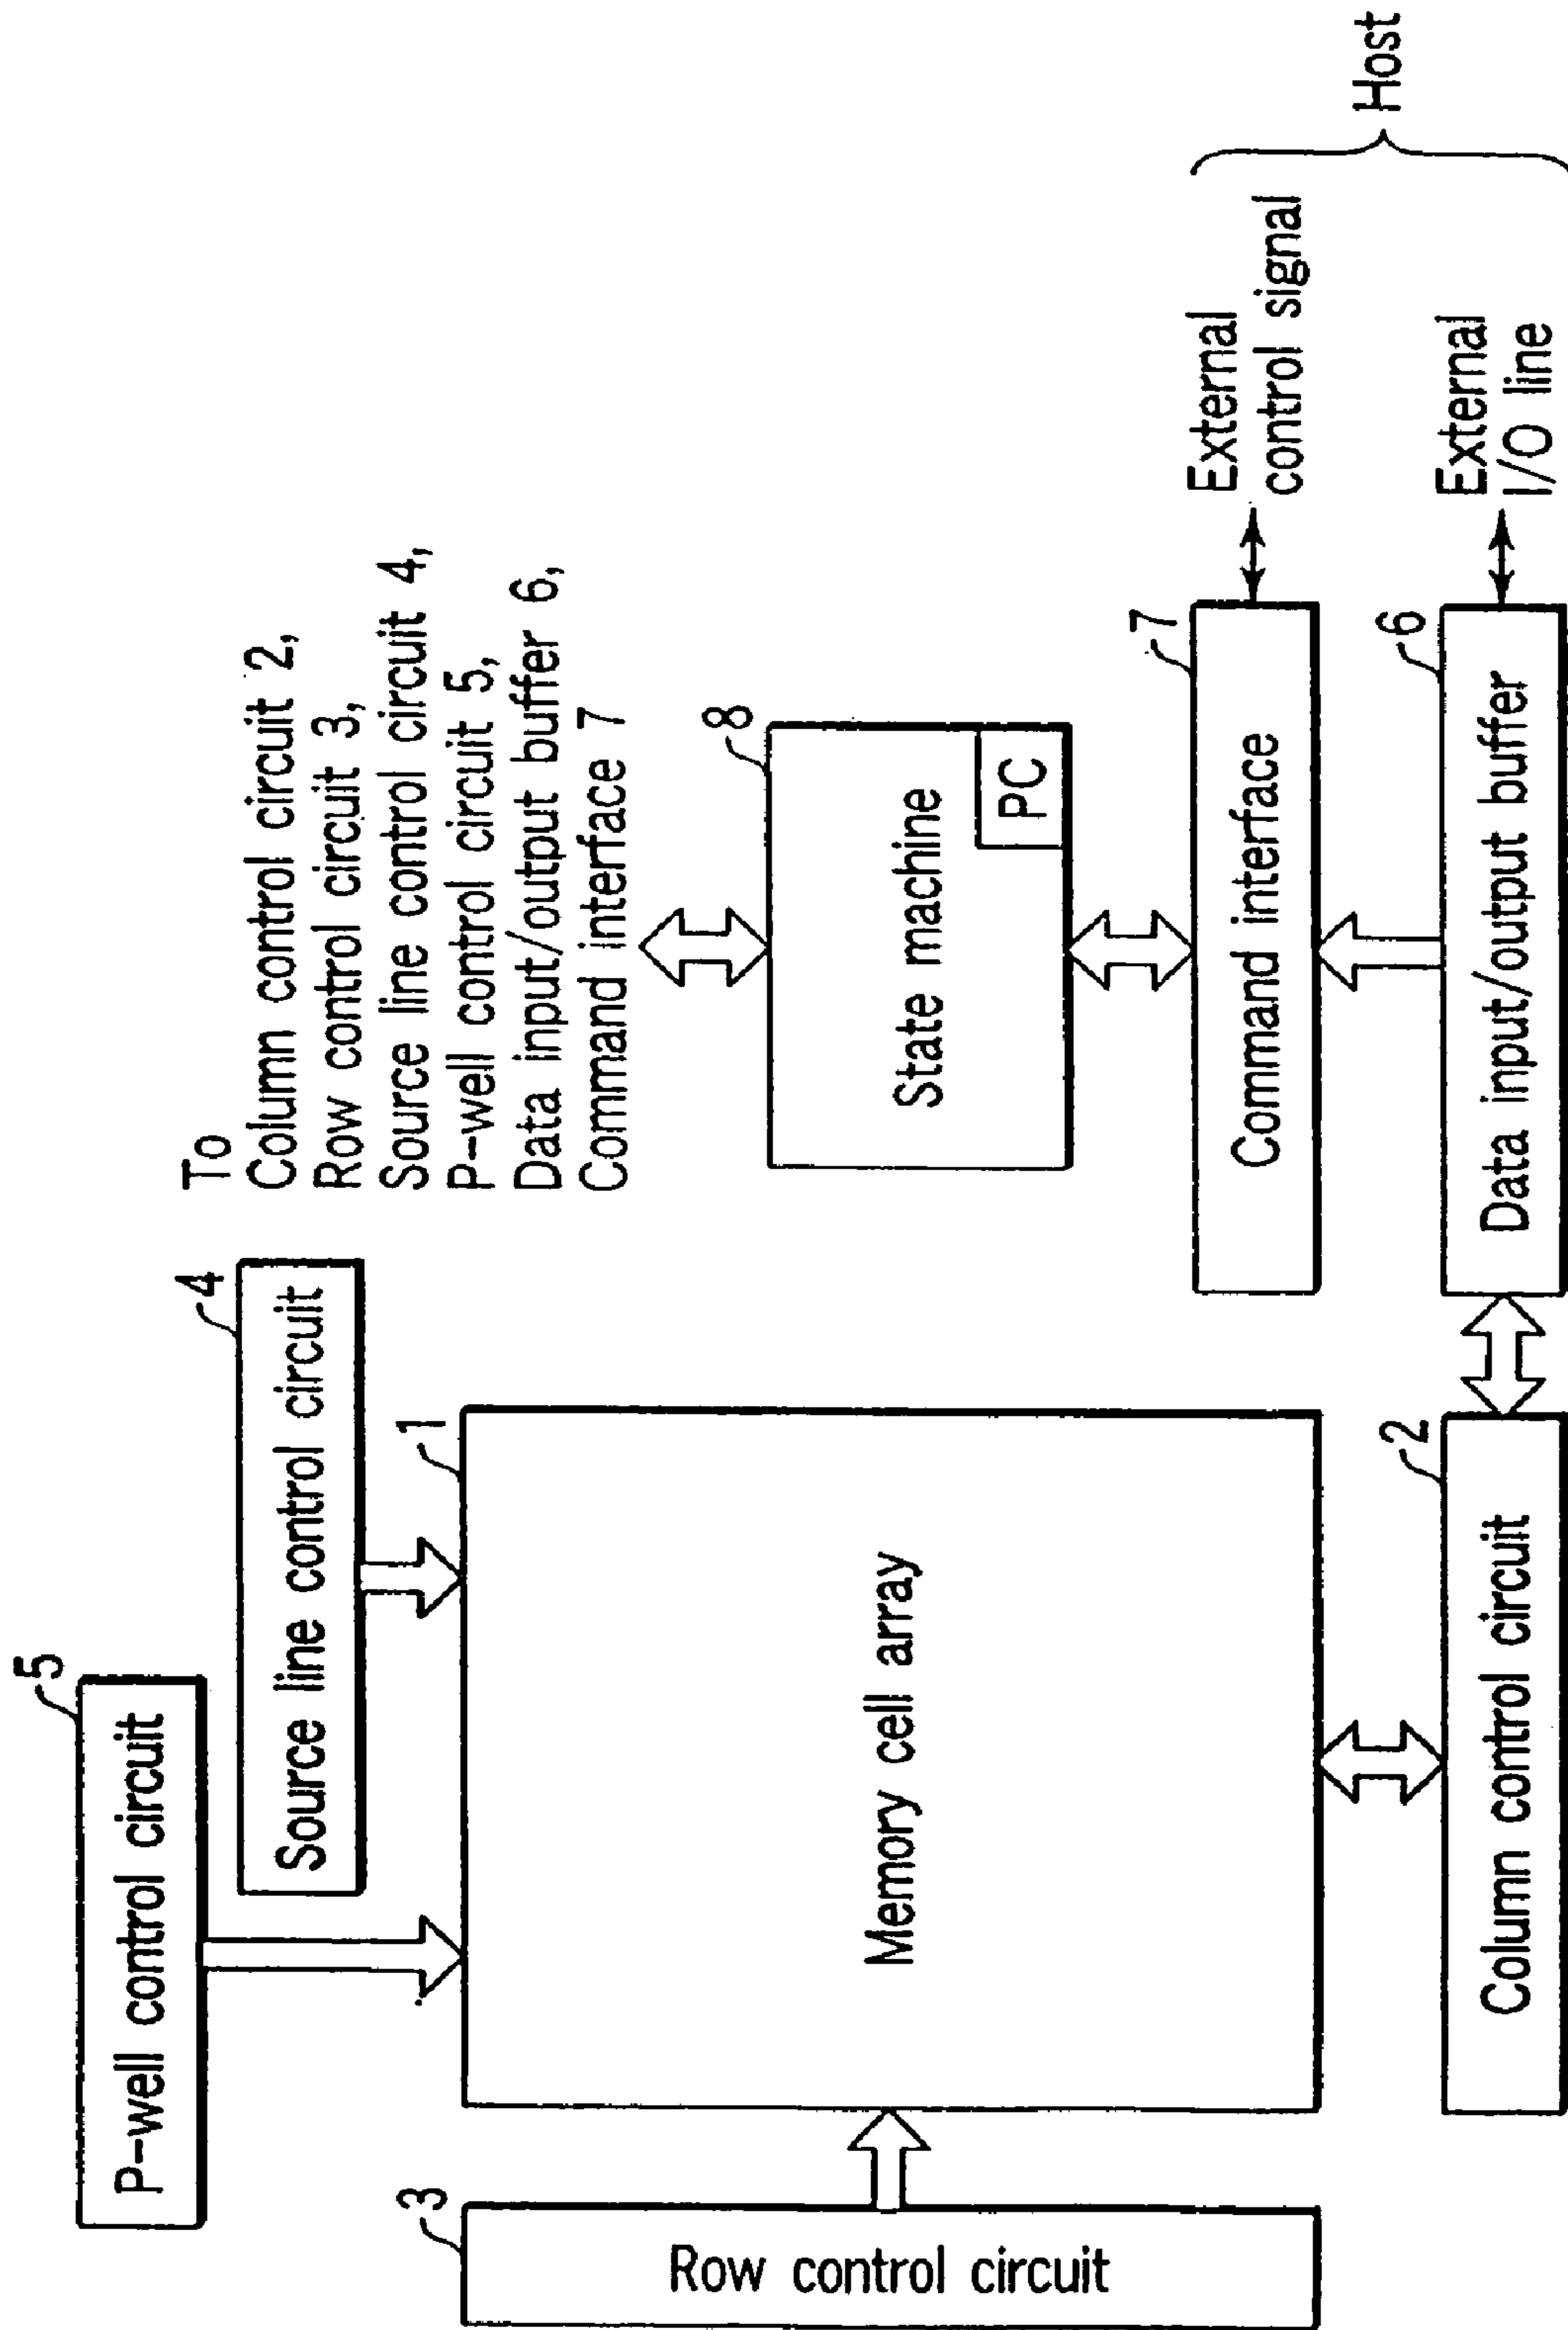 5
P-well control circuit
4
Source line control circuit
To
Column control circuit 2,
Row control circuit 3,
Source line control circuit 4,
P-well control circuit 5,
Data input/output buffer 6,
Command interface 7
3
Row control circuit
1
Memory cell array
8
State machine
PC
7
Command interface
External
control signal
Host
2
Column control circuit
6
Data input/output buffer
External
I/O line